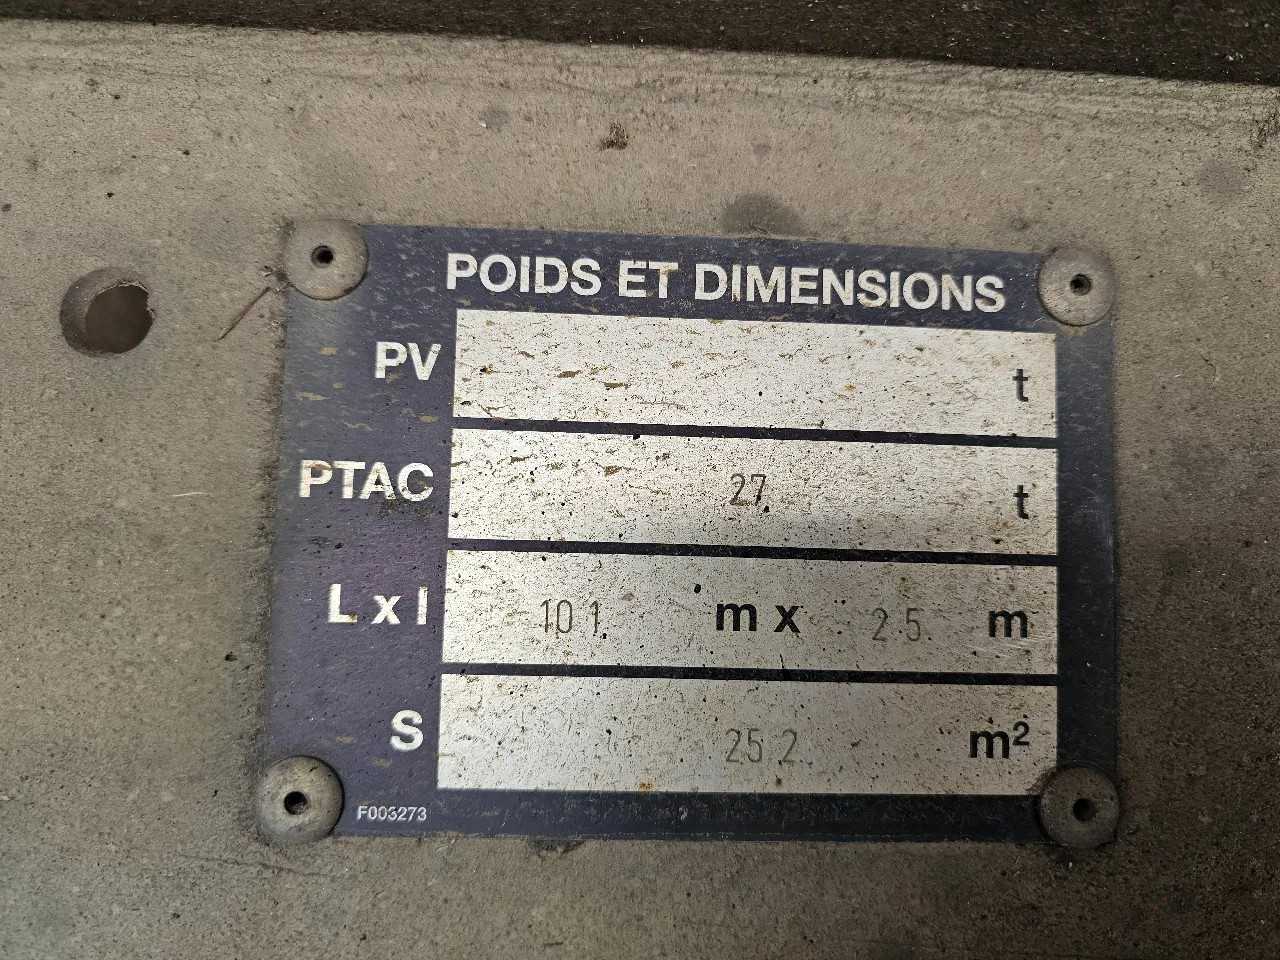 POIDS ET DIMENSIONS
PV t
PTAC 27 t
L x l 10 1 m x 2 5 m
S 25 2 m²
F003273